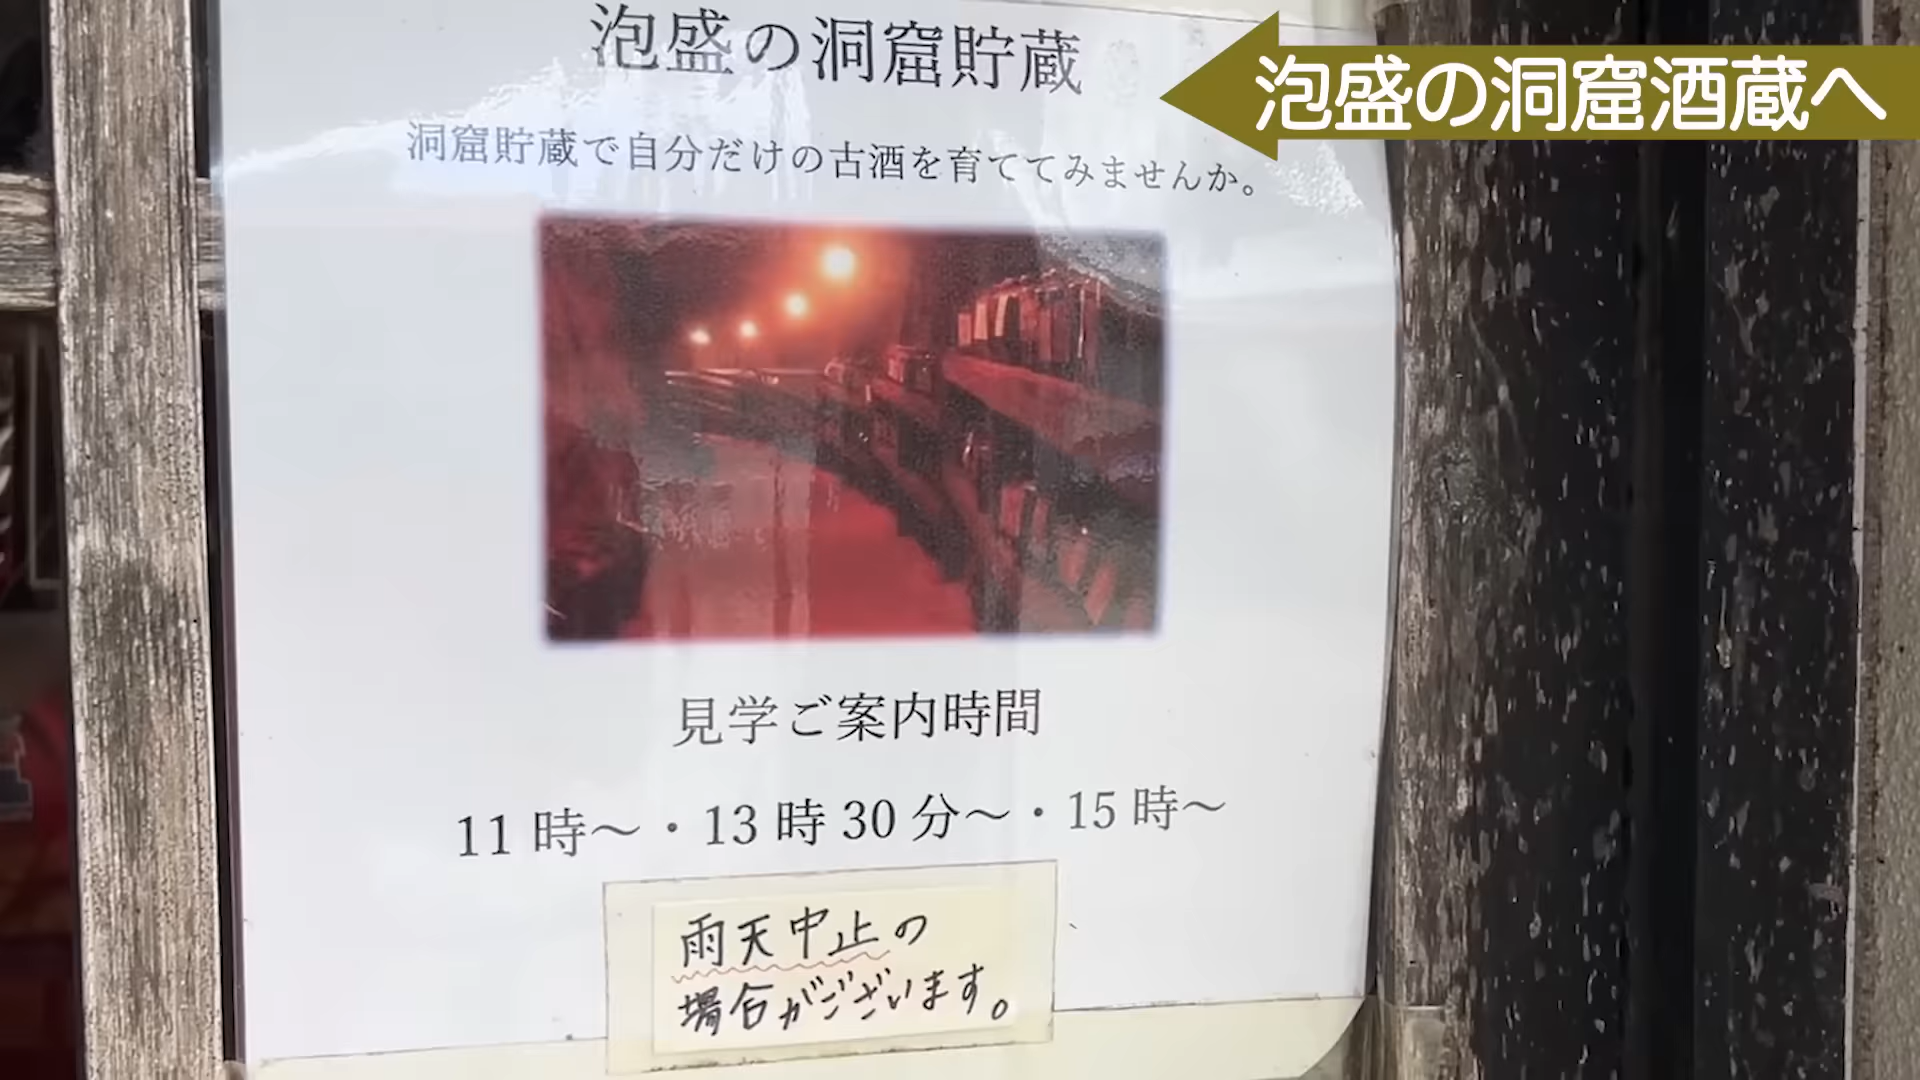 泡盛の洞窟貯蔵
泡盛の洞窟酒蔵へ
洞窟貯蔵で自分だけの古酒を育ててみませんか。
見学ご案内時間
11時～・13時30分～・15時～
雨天中止の
場合がございます。